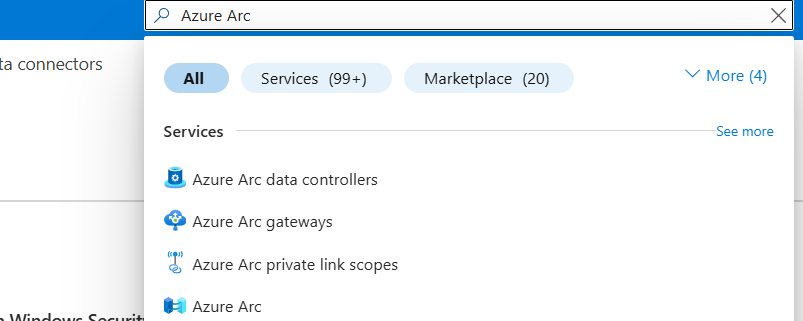 Azure Arc
ta connectors
All Services (99+) Marketplace (20) More (4)
Services See more
Azure Arc data controllers
Azure Arc gateways
Azure Arc private link scopes
Azure Arc
n Windows Security